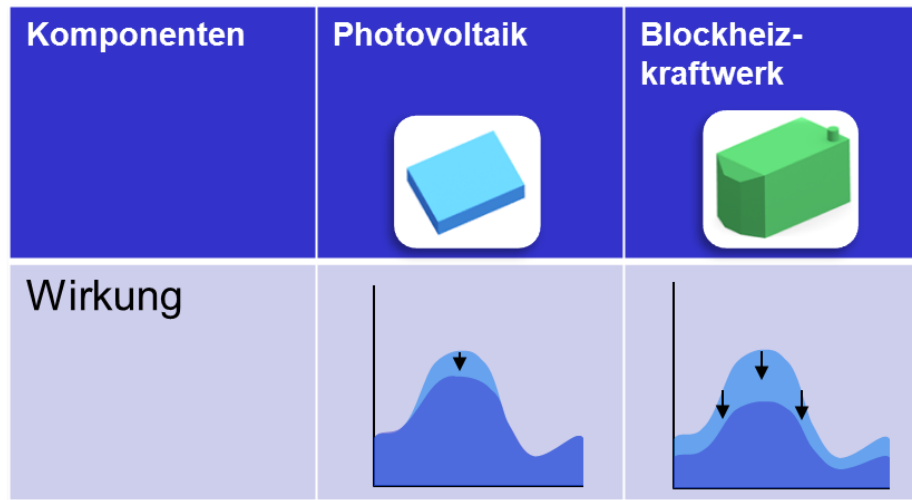 Komponenten
Photovoltaik
Blockheiz-
kraftwerk
Wirkung